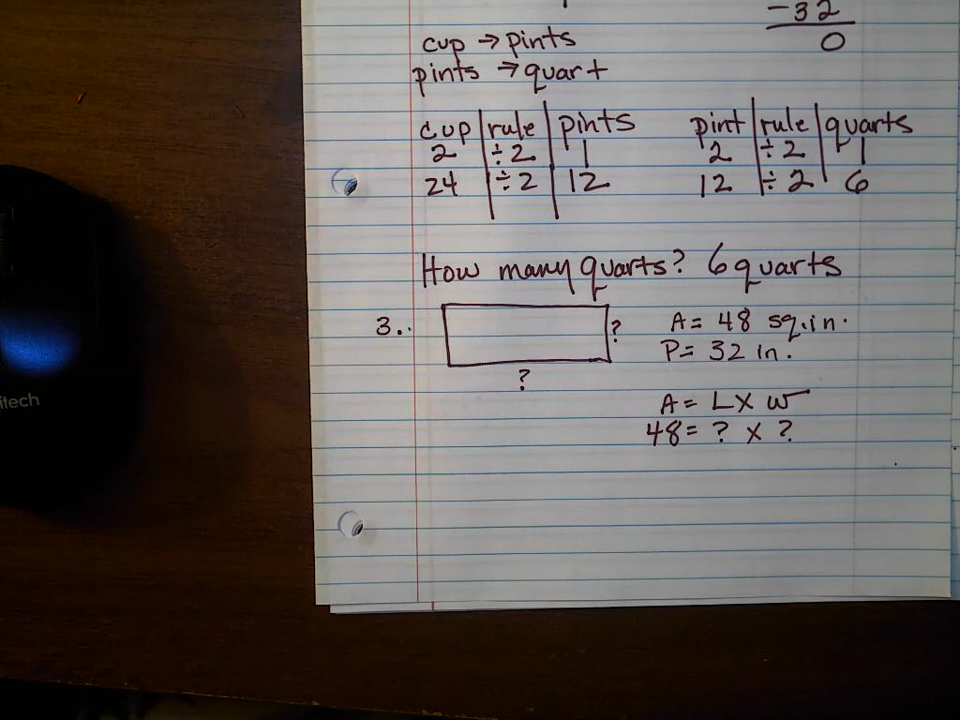 -32
0
cup → pints
pints → quart
cup | rule | pints
2 | ÷2 | 1
24 | ÷2 | 12
pint | rule | quarts
2 | ÷2 | 1
12 | ÷2 | 6
How many quarts? 6 quarts
3.
?
?
A = 48 sq.in.
P = 32 in.
A = L x w
48 = ? x ?
itech